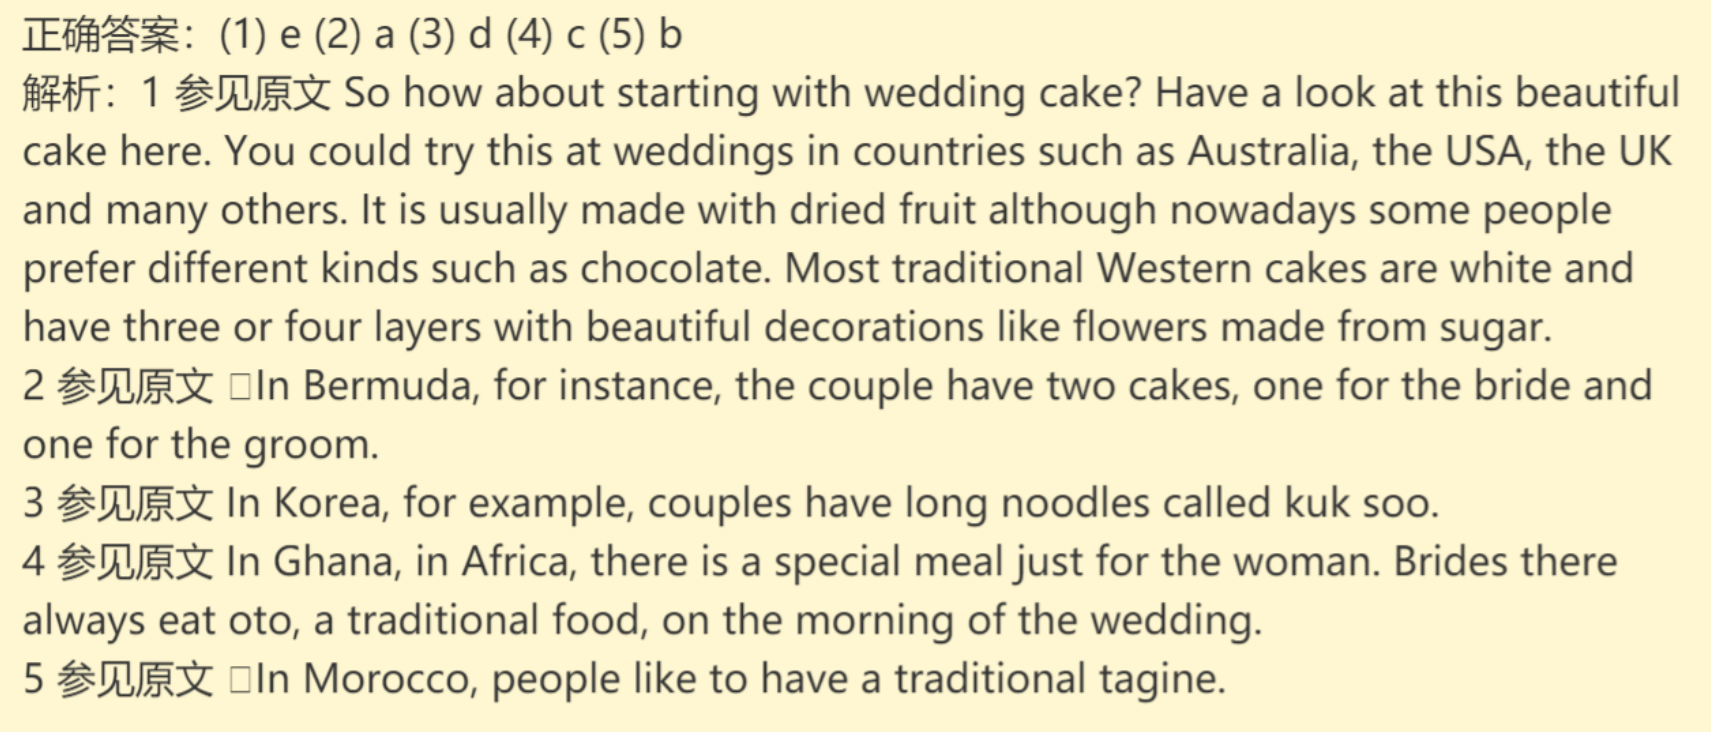 正确答案：(1) e (2) a (3) d (4) c (5) b
解析：1 参见原文 So how about starting with wedding cake? Have a look at this beautiful
cake here. You could try this at weddings in countries such as Australia, the USA, the UK
and many others. It is usually made with dried fruit although nowadays some people
prefer different kinds such as chocolate. Most traditional Western cakes are white and
have three or four layers with beautiful decorations like flowers made from sugar.
2 参见原文 □In Bermuda, for instance, the couple have two cakes, one for the bride and
one for the groom.
3 参见原文 In Korea, for example, couples have long noodles called kuk soo.
4 参见原文 In Ghana, in Africa, there is a special meal just for the woman. Brides there
always eat oto, a traditional food, on the morning of the wedding.
5 参见原文 □In Morocco, people like to have a traditional tagine.